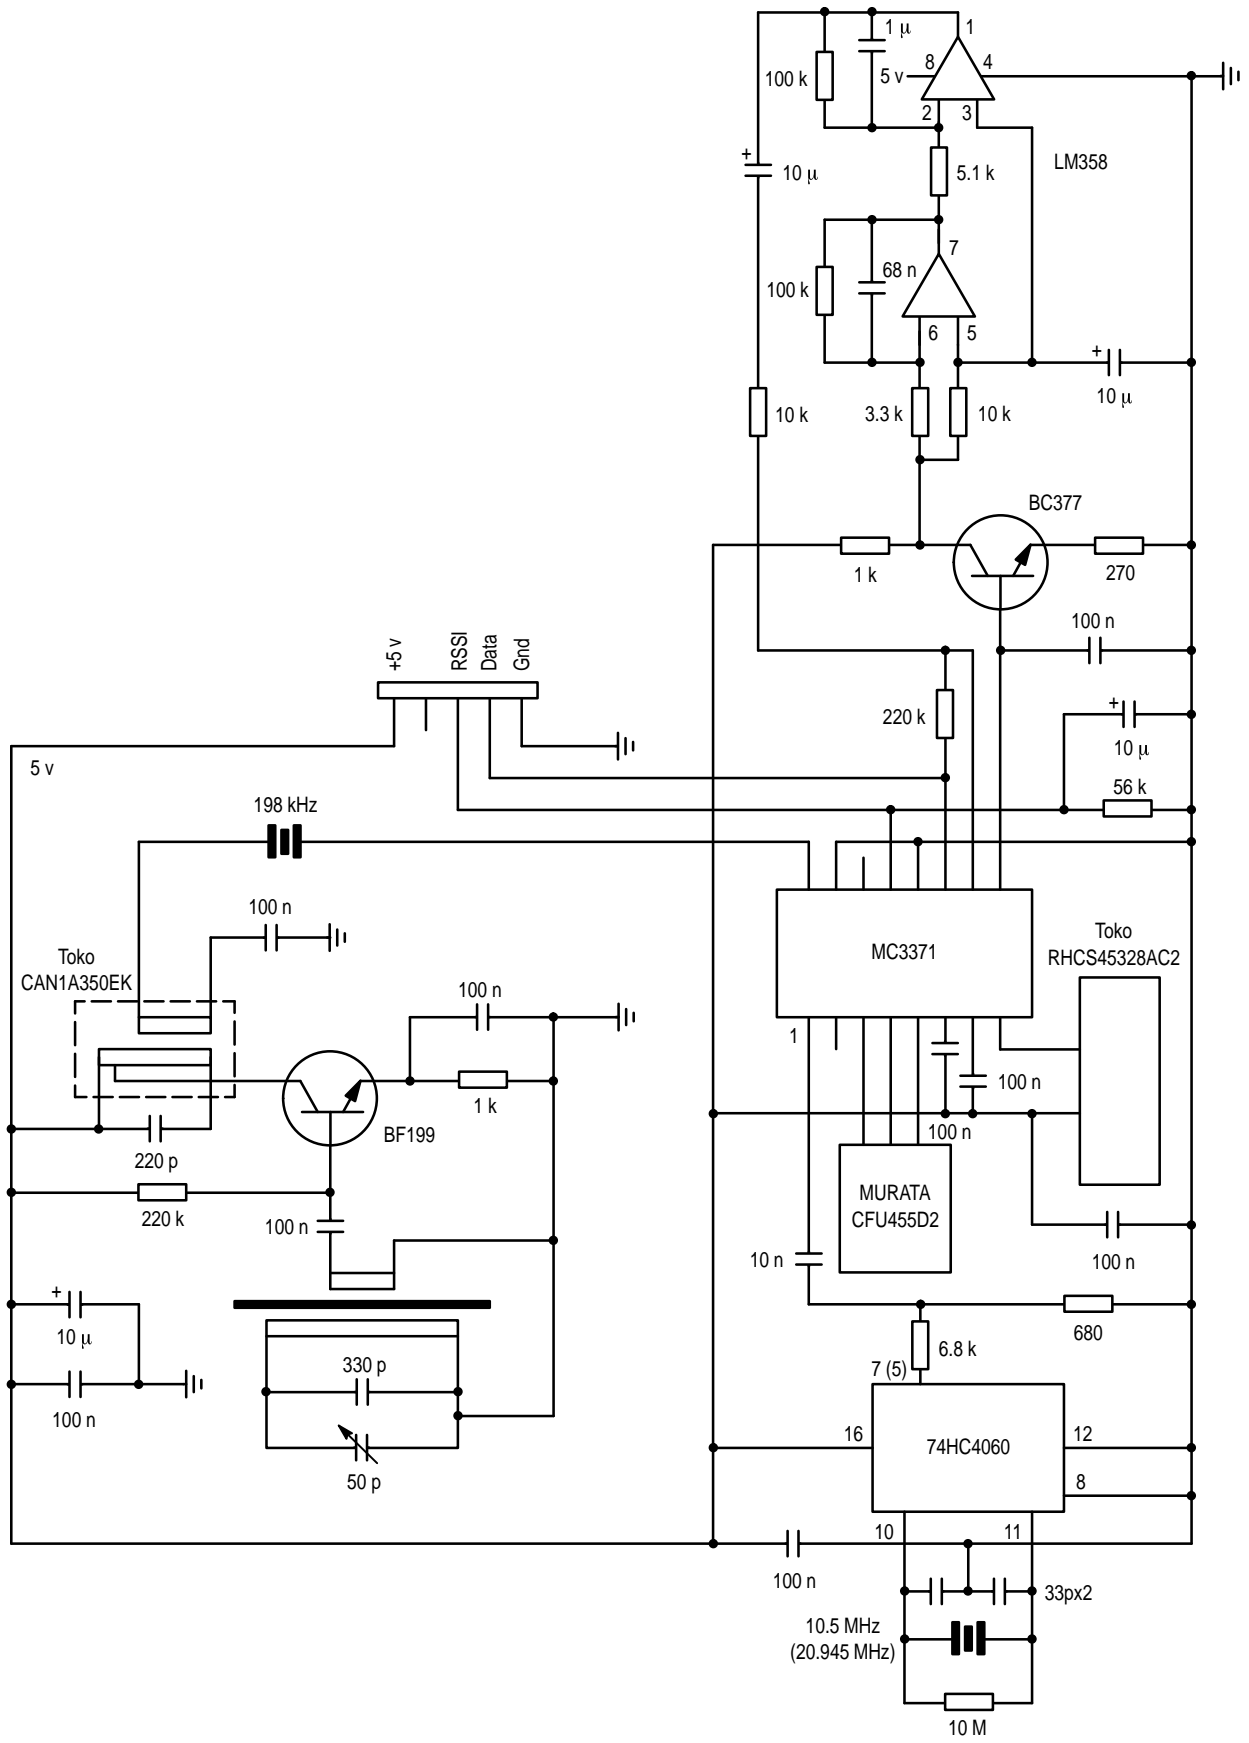 1 μ
1
8
4
5 v
100 k
2
3
LM358
+
10 μ
5.1 k
7
68 n
100 k
6
5
+
10 μ
10 k
3.3 k
10 k
BC377
1 k
270
100 n
+5 v
RSSI
Data
Gnd
220 k
+
10 μ
5 v
56 k
198 kHz
100 n
Toko
CAN1A350EK
MC3371
Toko
RHCS45328AC2
100 n
1
100 n
1 k
BF199
100 n
220 p
MURATA
CFU455D2
220 k
100 n
10 n
100 n
+
10 μ
680
6.8 k
330 p
7 (5)
100 n
16
74HC4060
12
50 p
8
10
11
100 n
33px2
10.5 MHz
(20.945 MHz)
10 M